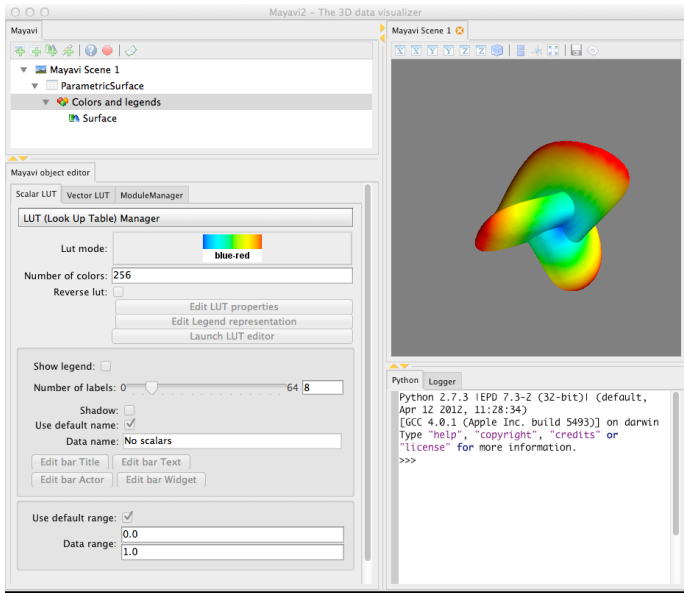 Mayavi2 - The 3D data visualizer
Mayavi
Mayavi Scene 1
ParametricSurface
Colors and legends
Surface
Mayavi object editor
Scalar LUT Vector LUT ModuleManager
LUT (Look Up Table) Manager
Lut mode:
blue-red
Number of colors: 256
Reverse lut:
Edit LUT properties
Edit Legend representation
Launch LUT editor
Show legend:
Number of labels: 0 64 8
Shadow:
Use default name:
Data name: No scalars
Edit bar Title Edit bar Text
Edit bar Actor Edit bar Widget
Use default range:
Data range: 0.0
1.0
Mayavi Scene 1
X X Y Y Z Z
Python Logger
Python 2.7.3 |EPD 7.3-2 (32-bit)| (default,
Apr 12 2012, 11:28:34)
[GCC 4.0.1 (Apple Inc. build 5493)] on darwin
Type "help", "copyright", "credits" or
"license" for more information.
>>>